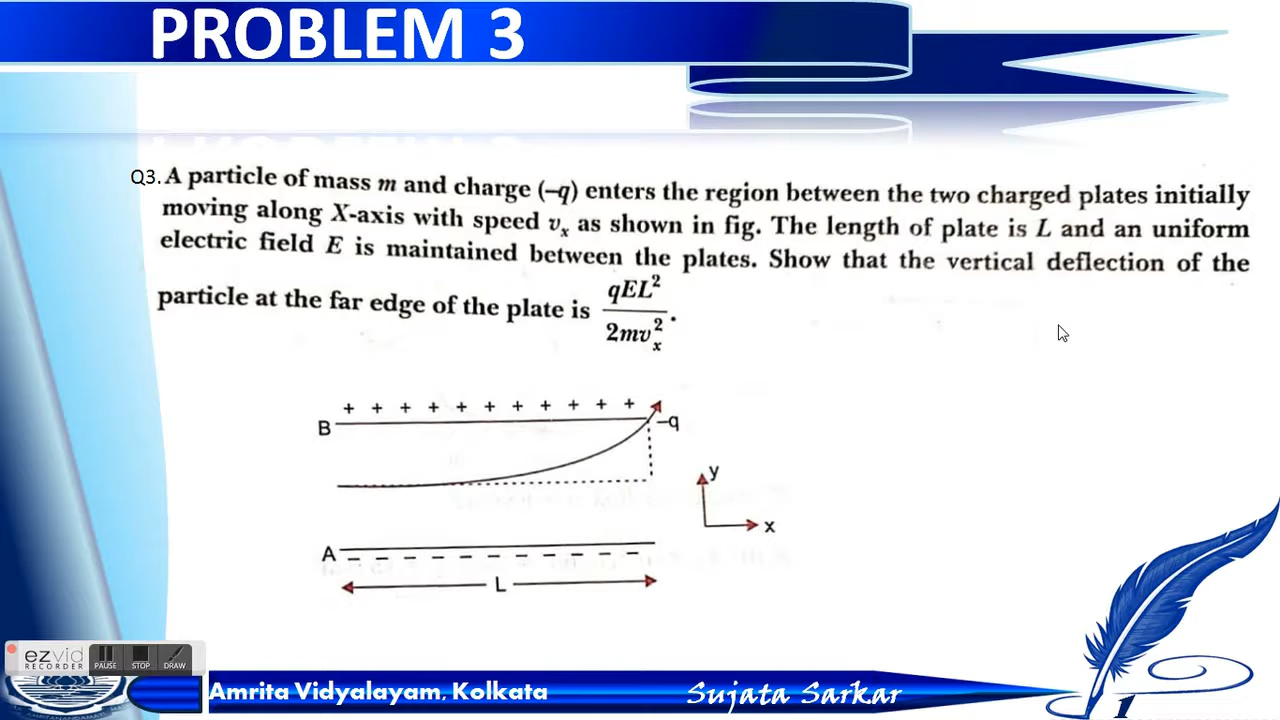 PROBLEM 3
Q3. A particle of mass m and charge (–q) enters the region between the two charged plates initially
moving along X-axis with speed vₓ as shown in fig. The length of plate is L and an uniform
electric field E is maintained between the plates. Show that the vertical deflection of the
particle at the far edge of the plate is qEL²/2mvₓ².
+ + + + + + + + + + +
B
–q
y
x
A
– – – – – – – – – – –
L
ezvid
RECORDER
PAUSE STOP DRAW
Amrita Vidyalayam, Kolkata
Sujata Sarkar
1